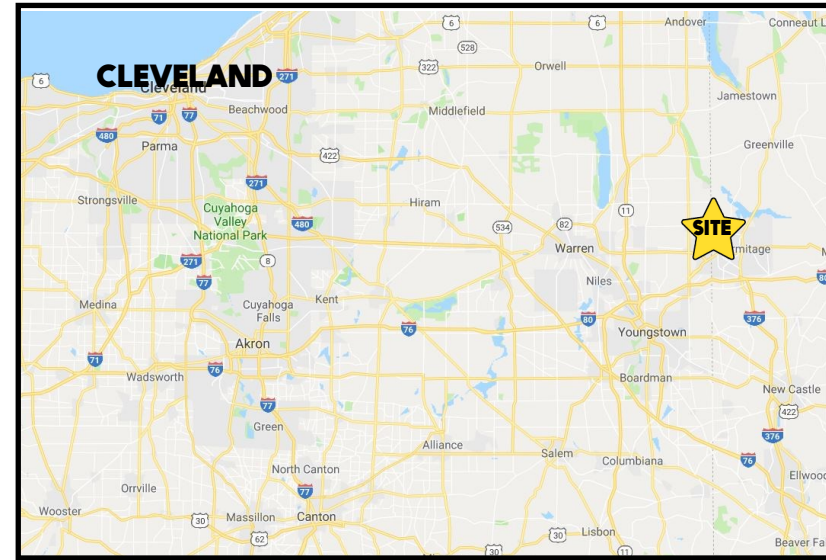 6
6
Andover
Conneaut L
528
322
Orwell
CLEVELAND
Cleveland
271
6
Jamestown
Beachwood
Middlefield
71
77
480
Parma
422
Greenville
271
Strongsville
Hiram
Cuyahoga
Valley
National Park
11
480
534
82
SITE
Warren
rmitage
8
271
77
Niles
80
Medina
Cuyahoga
Falls
Kent
80
376
76
Youngstown
Akron
71
76
Wadsworth
Boardman
New Castle
77
422
Green
376
Alliance
Salem
Columbiana
76
North Canton
Ellwood
Orrville
77
Wooster
30
Massillon
Canton
62
30
Lisbon
30
11
Beaver Fa